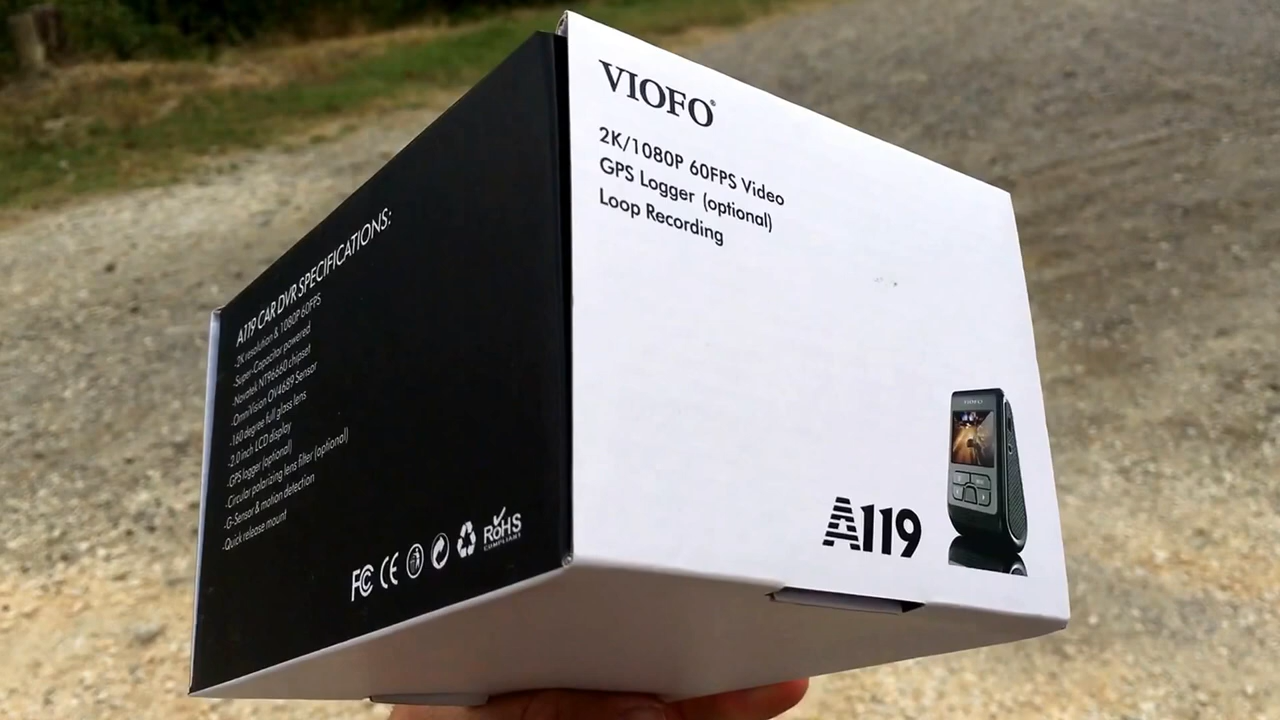 VIOFO®
2K/1080P 60FPS Video
GPS Logger (optional)
Loop Recording
A119
VIOFO
A119 CAR DVR SPECIFICATIONS:
-2K resolution & 1080P 60FPS
-Super-Capacitor powered
-Novatek NT96660 chipset
-OmniVision OV4689 Sensor
-160 degree full glass lens
-2.0 inch LCD display
-GPS logger (optional)
-Circular polarizing lens filter (optional)
-G-Sensor & motion detection
-Quick release mount
FC CE RoHS
COMPLIANT